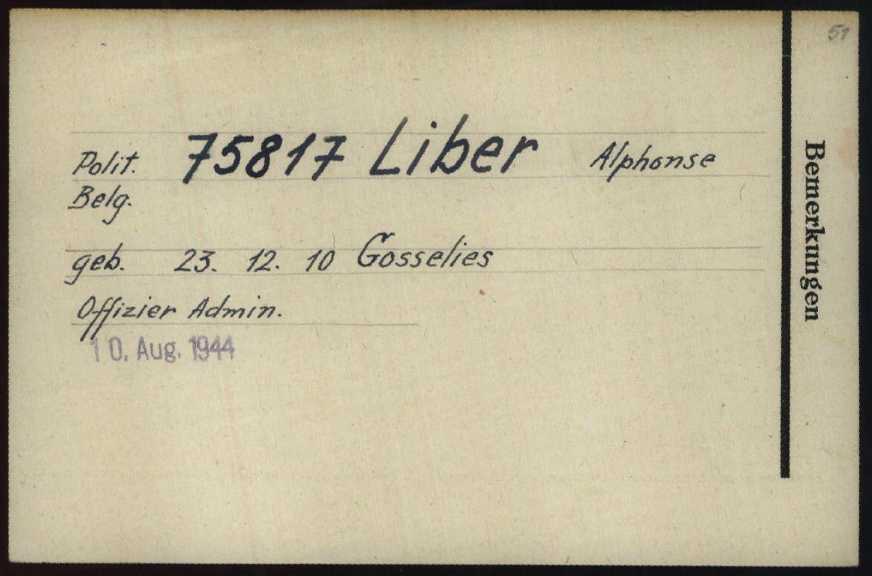 51
Polit. 75817 Liber Alphonse
Belg.
geb. 23. 12. 10 Gosselies
Offizier Admin.
10. Aug. 1944
Bemerkungen